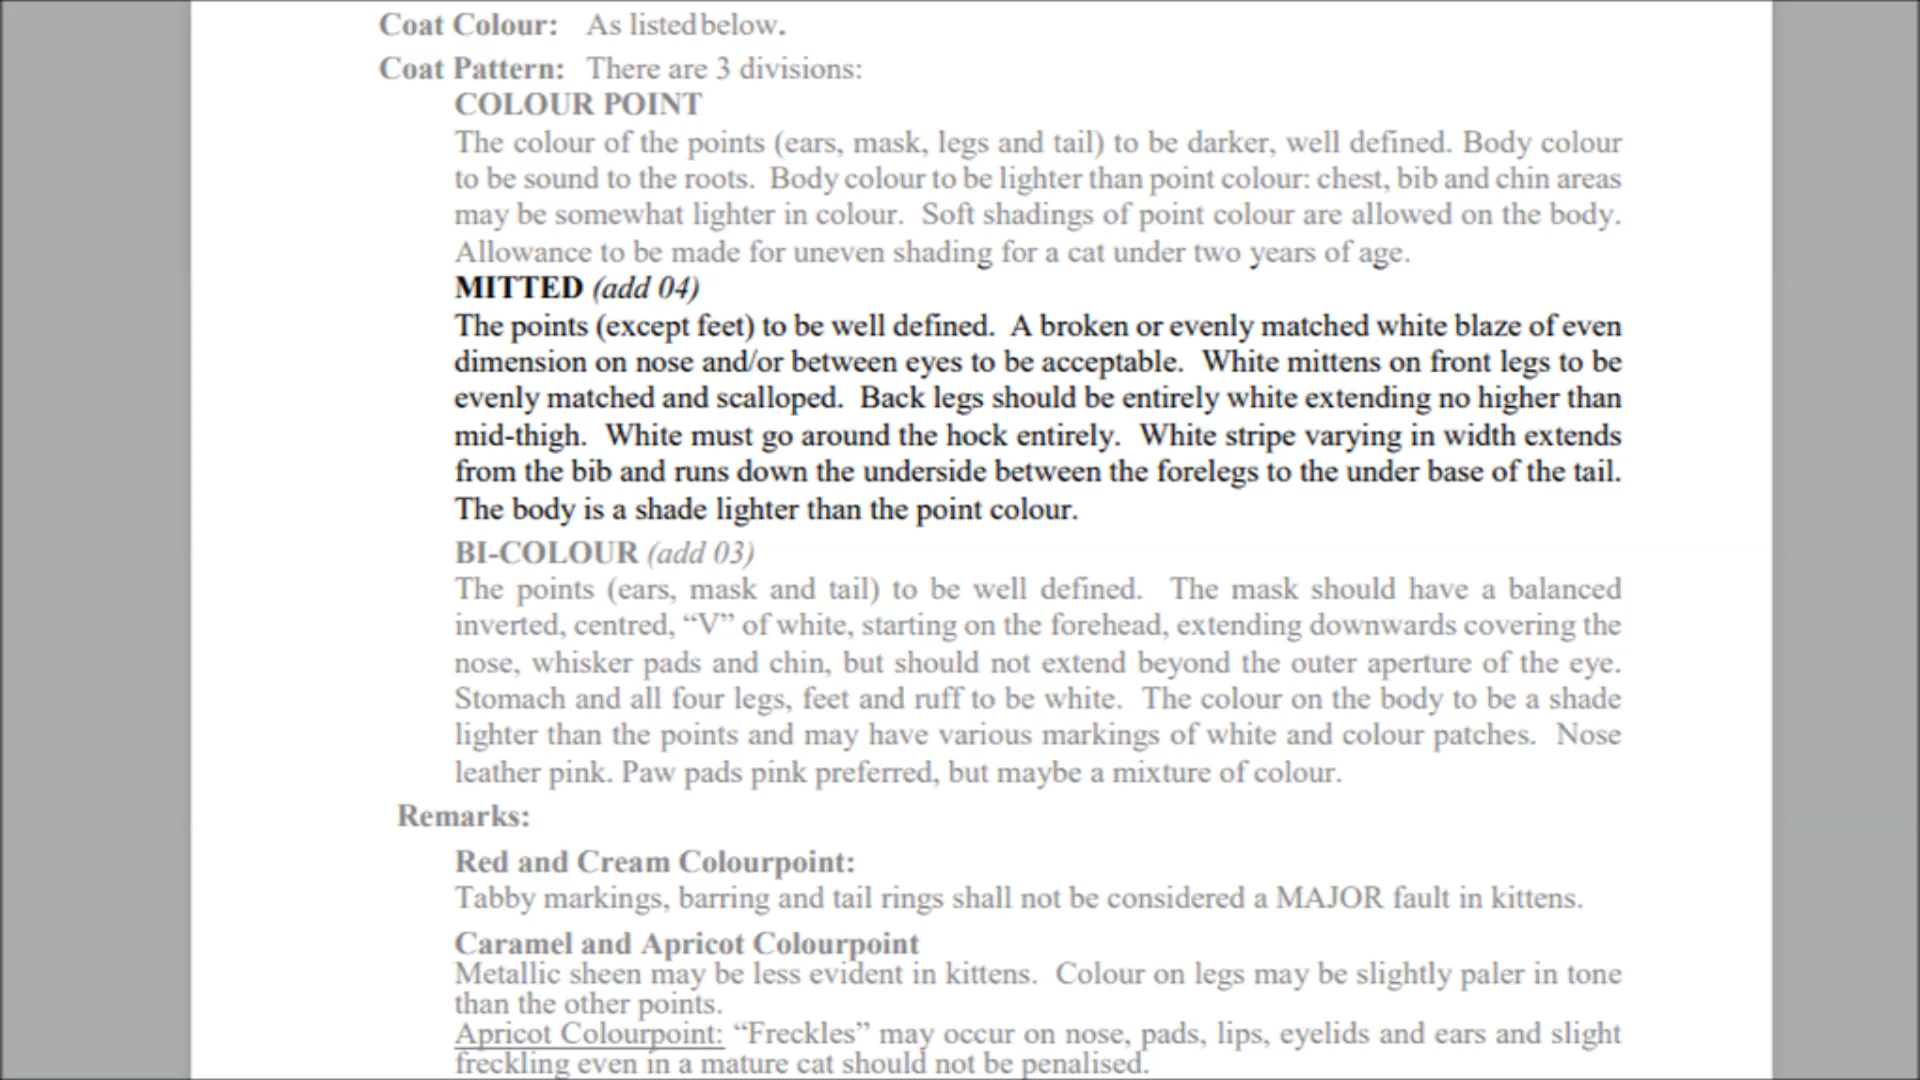 Coat Colour: As listed below.
Coat Pattern: There are 3 divisions:
COLOUR POINT
The colour of the points (ears, mask, legs and tail) to be darker, well defined. Body colour
to be sound to the roots. Body colour to be lighter than point colour: chest, bib and chin areas
may be somewhat lighter in colour. Soft shadings of point colour are allowed on the body.
Allowance to be made for uneven shading for a cat under two years of age.
MITTED (add 04)
The points (except feet) to be well defined. A broken or evenly matched white blaze of even
dimension on nose and/or between eyes to be acceptable. White mittens on front legs to be
evenly matched and scalloped. Back legs should be entirely white extending no higher than
mid-thigh. White must go around the hock entirely. White stripe varying in width extends
from the bib and runs down the underside between the forelegs to the under base of the tail.
The body is a shade lighter than the point colour.
BI-COLOUR (add 03)
The points (ears, mask and tail) to be well defined. The mask should have a balanced
inverted, centred, “V” of white, starting on the forehead, extending downwards covering the
nose, whisker pads and chin, but should not extend beyond the outer aperture of the eye.
Stomach and all four legs, feet and ruff to be white. The colour on the body to be a shade
lighter than the points and may have various markings of white and colour patches. Nose
leather pink. Paw pads pink preferred, but maybe a mixture of colour.
Remarks:
Red and Cream Colourpoint:
Tabby markings, barring and tail rings shall not be considered a MAJOR fault in kittens.
Caramel and Apricot Colourpoint
Metallic sheen may be less evident in kittens. Colour on legs may be slightly paler in tone
than the other points.
Apricot Colourpoint: “Freckles” may occur on nose, pads, lips, eyelids and ears and slight
freckling even in a mature cat should not be penalised.